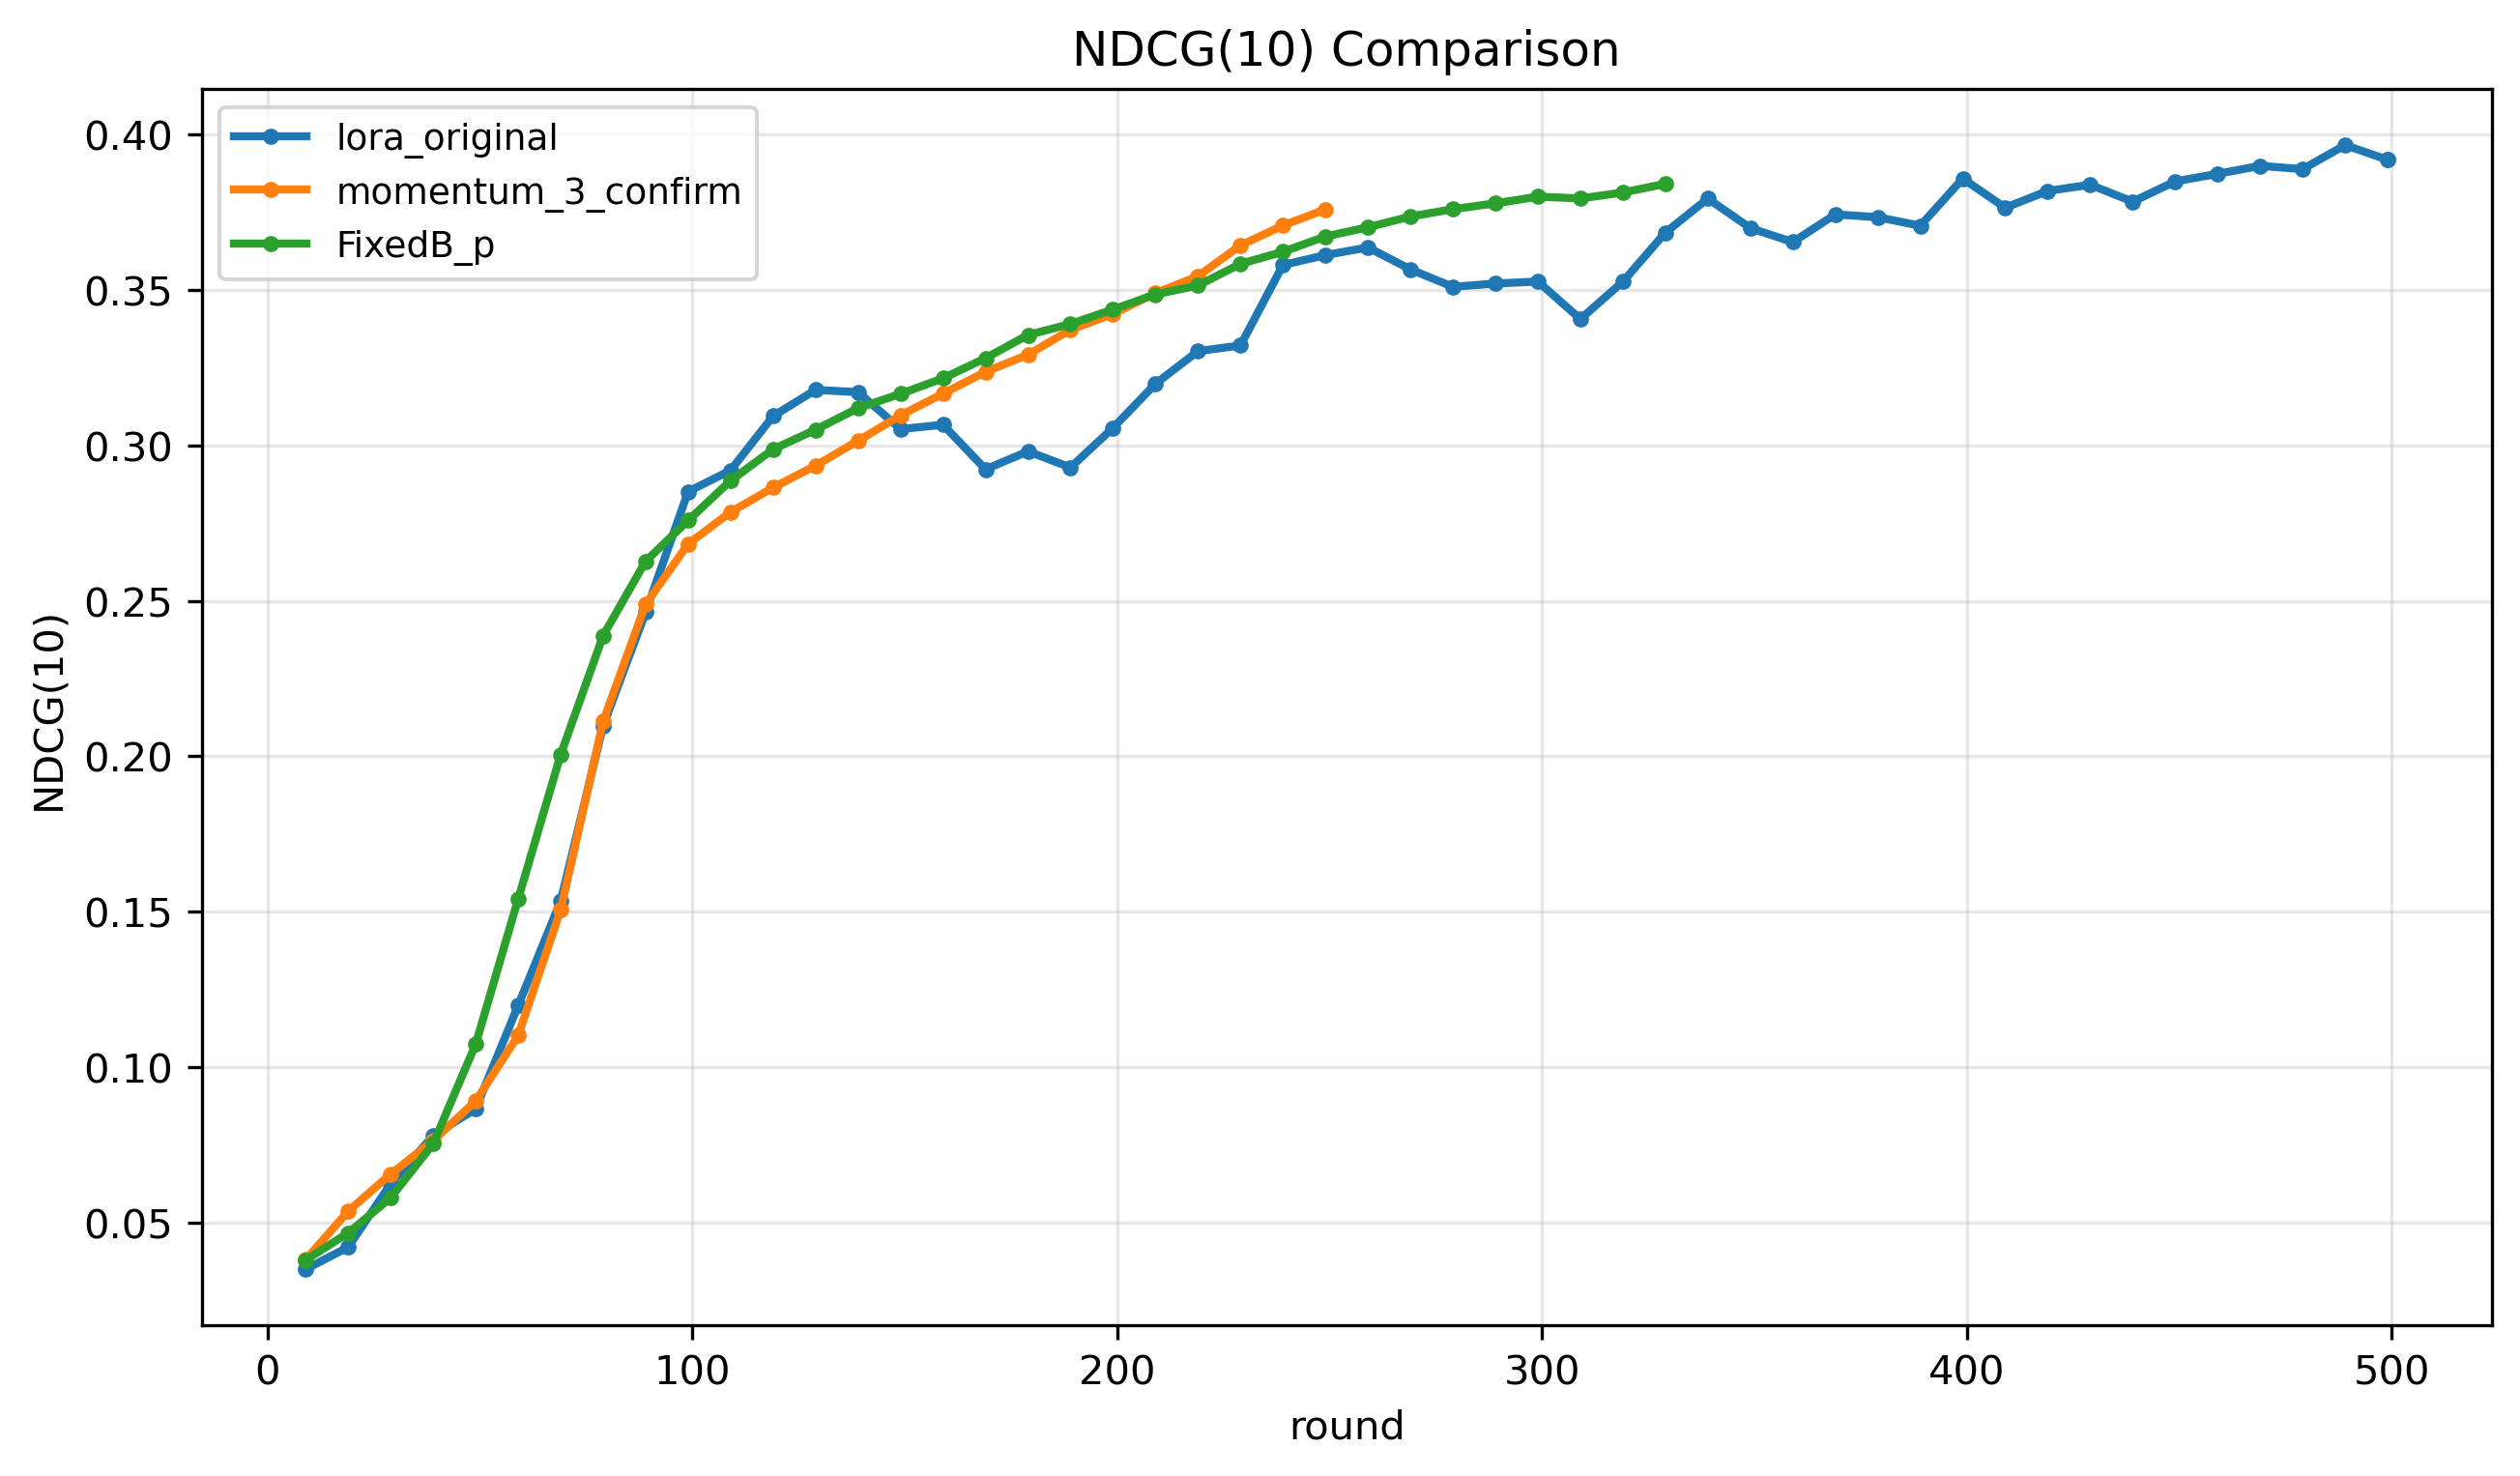 NDCG(10) Comparison
lora_original
momentum_3_confirm
FixedB_p
0.40
0.35
0.30
0.25
0.20
0.15
0.10
0.05
NDCG(10)
0 100 200 300 400 500
round